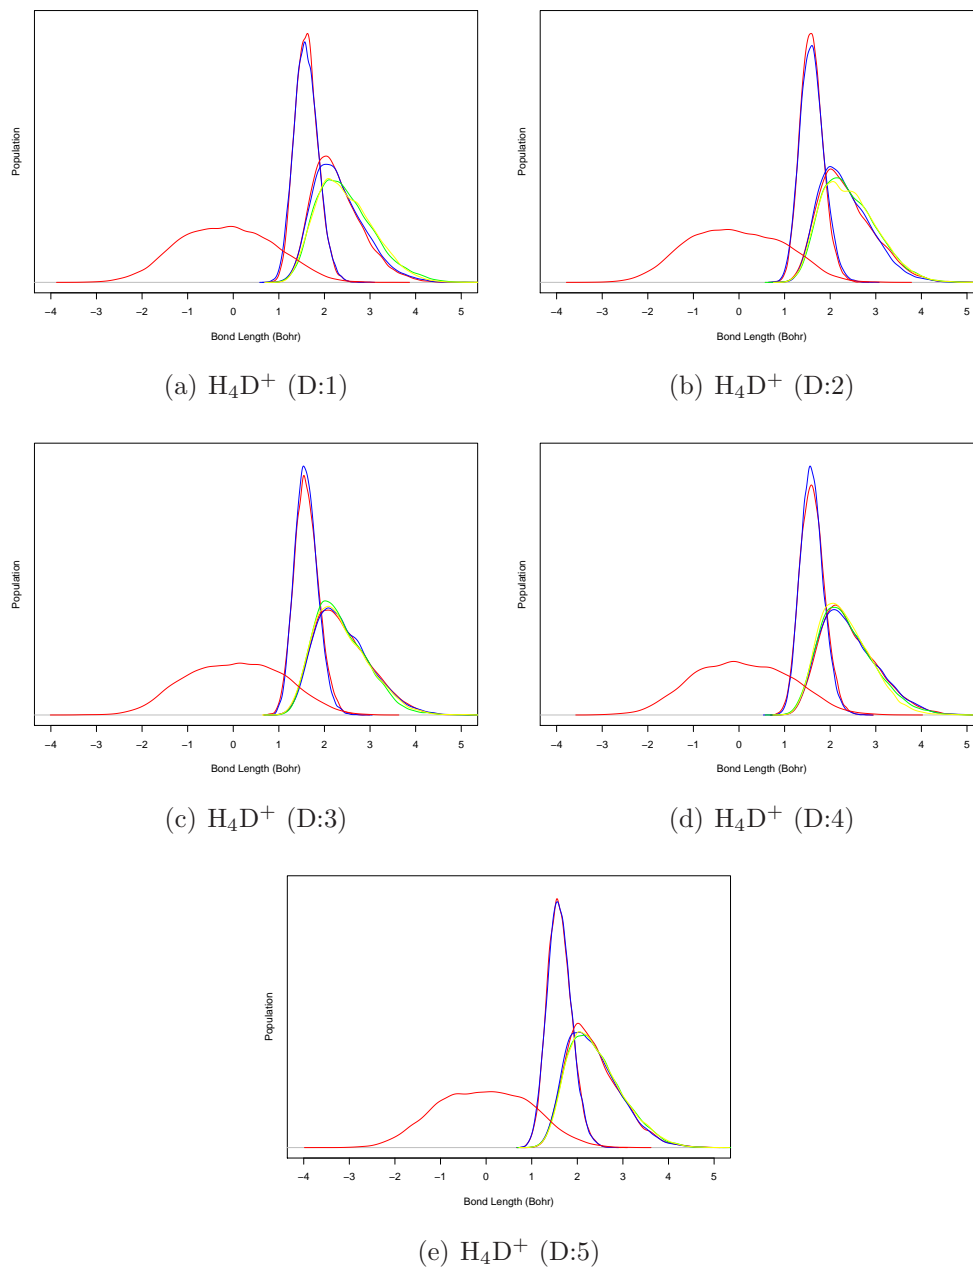 Population
−4 −3 −2 −1 0 1 2 3 4 5
Bond Length (Bohr)
(a) H₄D⁺ (D:1)
Population
−4 −3 −2 −1 0 1 2 3 4 5
Bond Length (Bohr)
(b) H₄D⁺ (D:2)
Population
−4 −3 −2 −1 0 1 2 3 4 5
Bond Length (Bohr)
(c) H₄D⁺ (D:3)
Population
−4 −3 −2 −1 0 1 2 3 4 5
Bond Length (Bohr)
(d) H₄D⁺ (D:4)
Population
−4 −3 −2 −1 0 1 2 3 4 5
Bond Length (Bohr)
(e) H₄D⁺ (D:5)